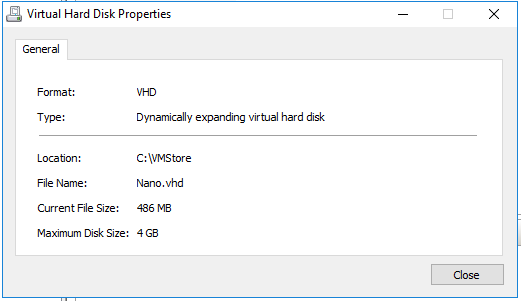 Virtual Hard Disk Properties
General
Format: VHD
Type: Dynamically expanding virtual hard disk
Location: C:\VMStore
File Name: Nano.vhd
Current File Size: 486 MB
Maximum Disk Size: 4 GB
Close